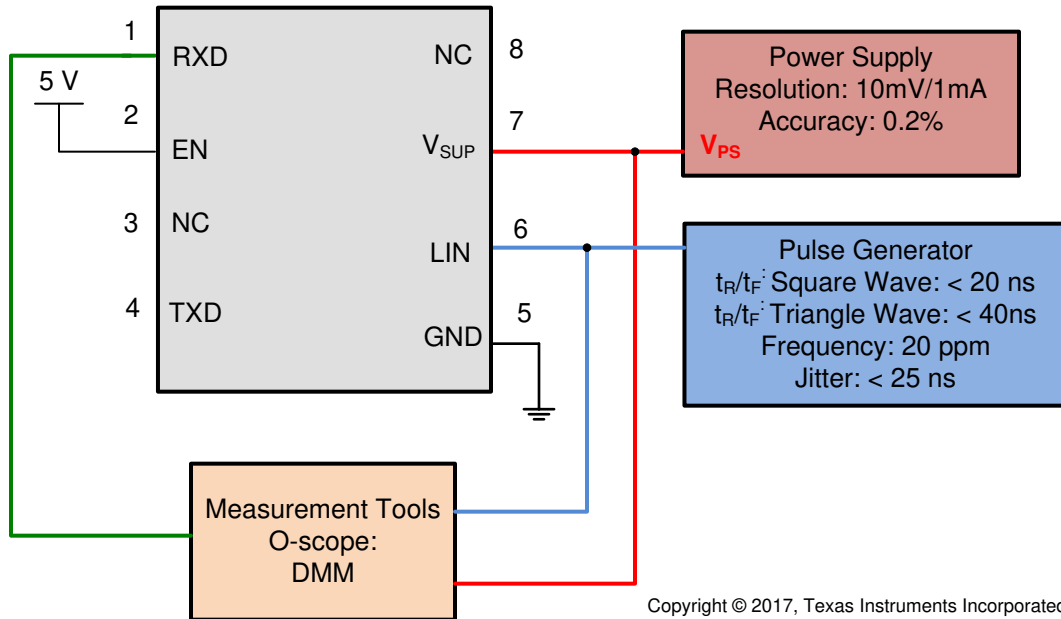 1
RXD
NC
8
5 V
2
EN
7
VSUP
3
NC
6
LIN
4
TXD
5
GND
Power Supply
Resolution: 10mV/1mA
Accuracy: 0.2%
VPS
Pulse Generator
tR/tF: Square Wave: < 20 ns
tR/tF: Triangle Wave: < 40ns
Frequency: 20 ppm
Jitter: < 25 ns
Measurement Tools
O-scope:
DMM
Copyright © 2017, Texas Instruments Incorporated